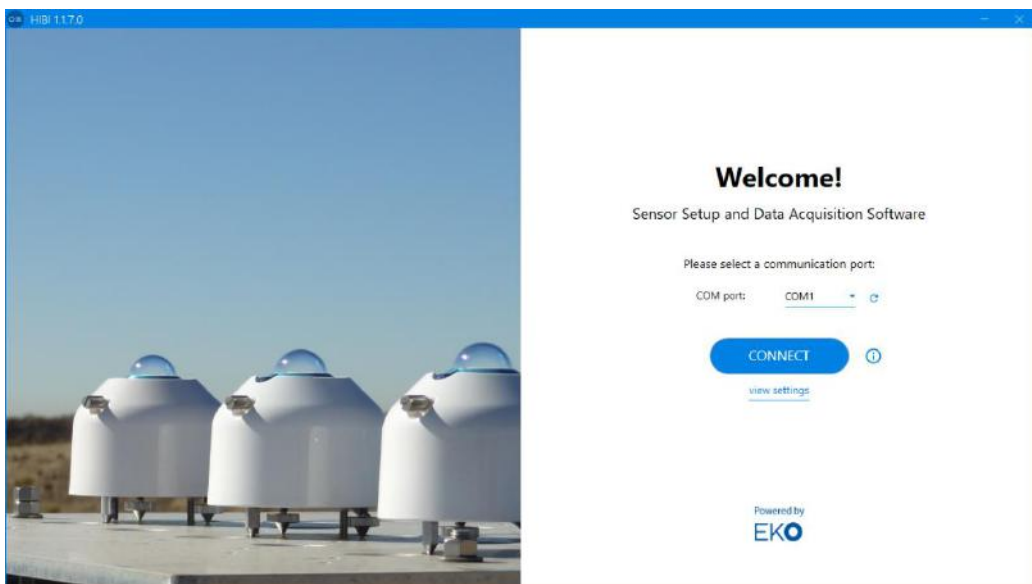 HIBI 1.1.7.0
Welcome!
Sensor Setup and Data Acquisition Software
Please select a communication port:
COM port: COM1
CONNECT
view settings
Powered by
EKO